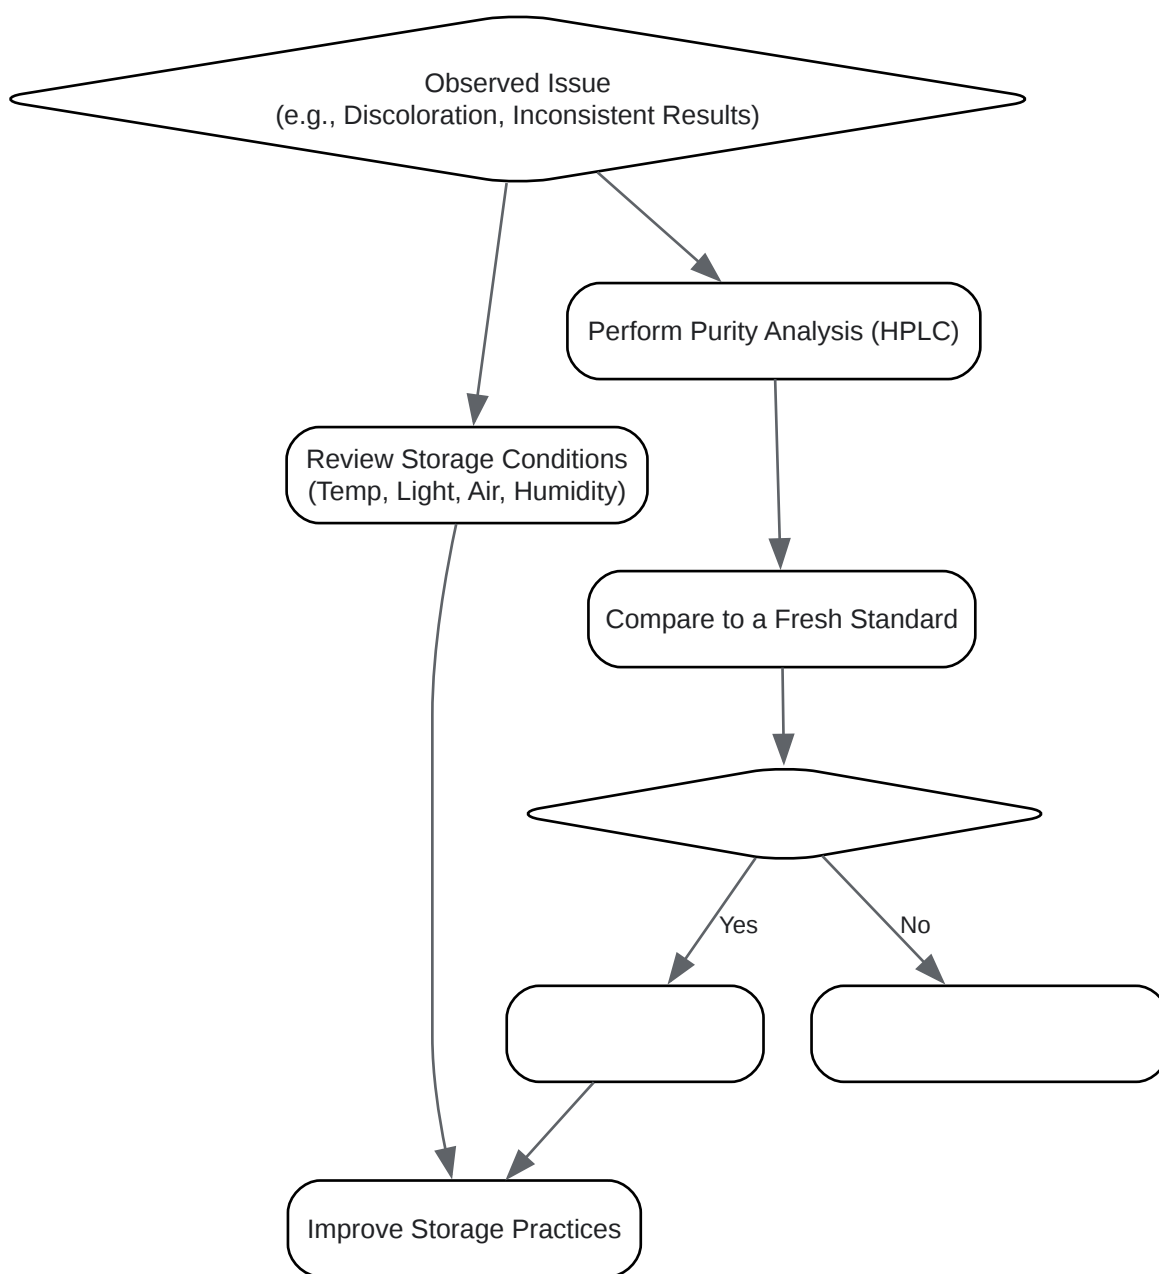 Observed Issue
(e.g., Discoloration, Inconsistent Results)
Perform Purity Analysis (HPLC)
Review Storage Conditions
(Temp, Light, Air, Humidity)
Compare to a Fresh Standard
Yes
No
Improve Storage Practices